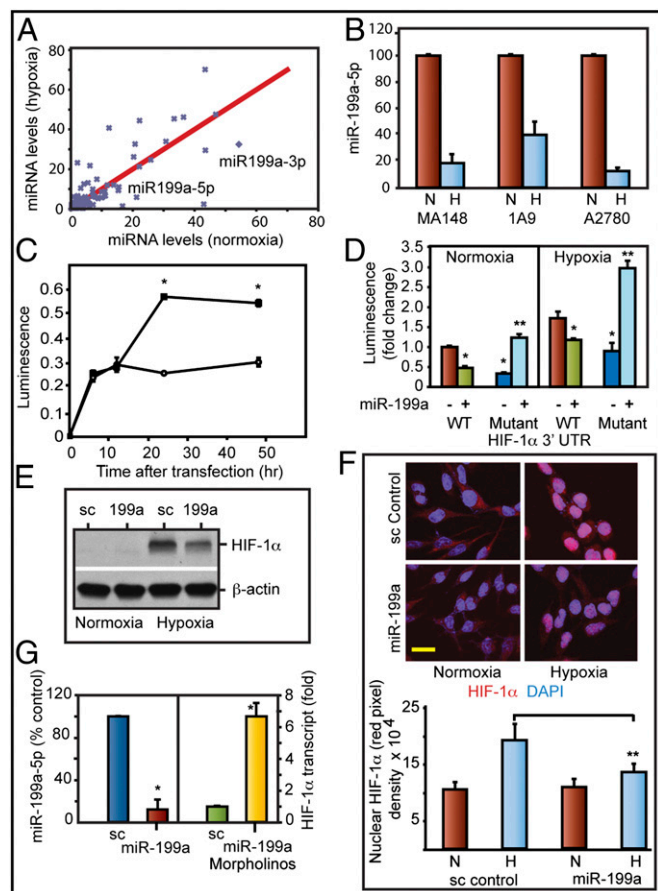 A
miRNA levels (hypoxia)
80
60
40
20
0
miR199a-3p
miR199a-5p
0 20 40 60 80
miRNA levels (normoxia)
B
miR-199a-5p
120
100
80
60
40
20
0
N H N H N H
MA148 1A9 A2780
C
Luminescence
0.6
0.5
0.3
0.2
0
* *
0 10 20 30 40 50
Time after transfection (hr)
D
Luminescence (fold change)
3.5
3.0
2.5
2.0
1.5
1.0
0.5
0
Normoxia Hypoxia
* * ** * * **
miR-199a - + - + - + - +
WT Mutant WT Mutant
HIF-1α 3' UTR
E
sc 199a sc 199a
HIF-1α
β-actin
Normoxia Hypoxia
F
sc Control
miR-199a
Normoxia Hypoxia
HIF-1α DAPI
Nuclear HIF-1α (red pixel density x 10 4
25
20
15
10
5
0
**
N H N H
sc control miR-199a
G
miR-199a-5p (% control)
120
80
40
0
HIF-1α transcript (fold)
8
6
4
2
0
* *
sc miR-199a sc miR-199a
Morpholinos